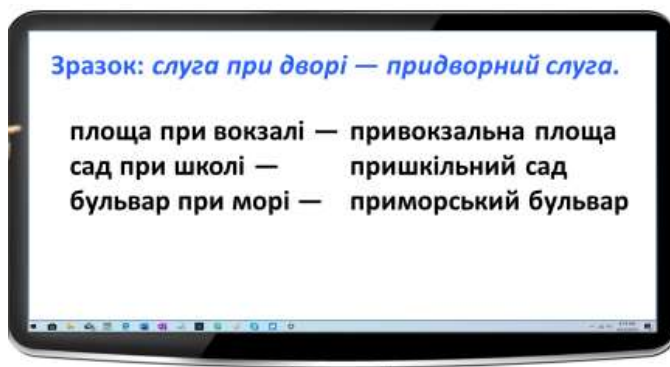 Зразок: слуга при дворі — придворний слуга.
площа при вокзалі — привокзальна площа
сад при школі — пришкільний сад
бульвар при морі — приморський бульвар